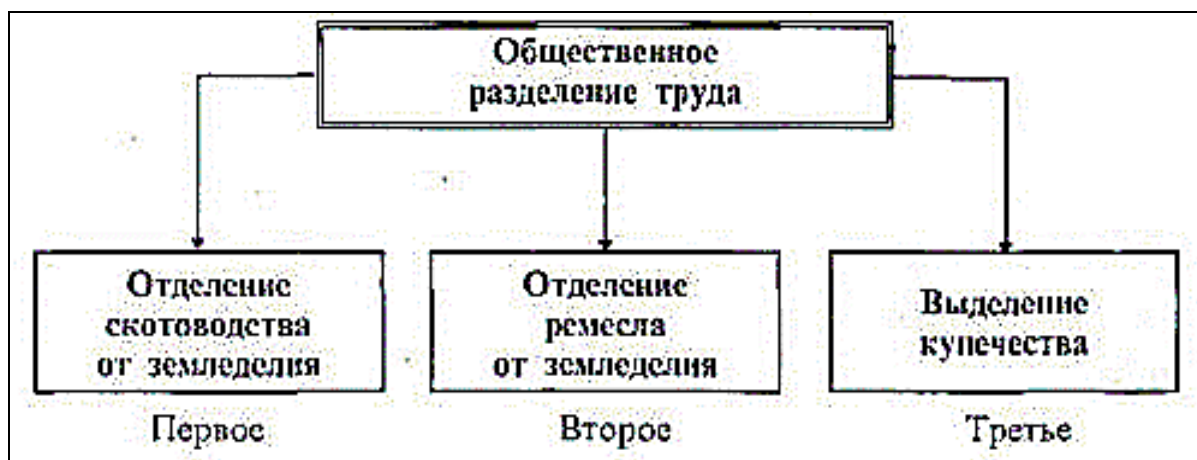 Общественное
разделение труда
Отделение
скотоводства
от земледелия
Отделение
ремесла
от земледелия
Выделение
купечества
Первое
Второе
Третье